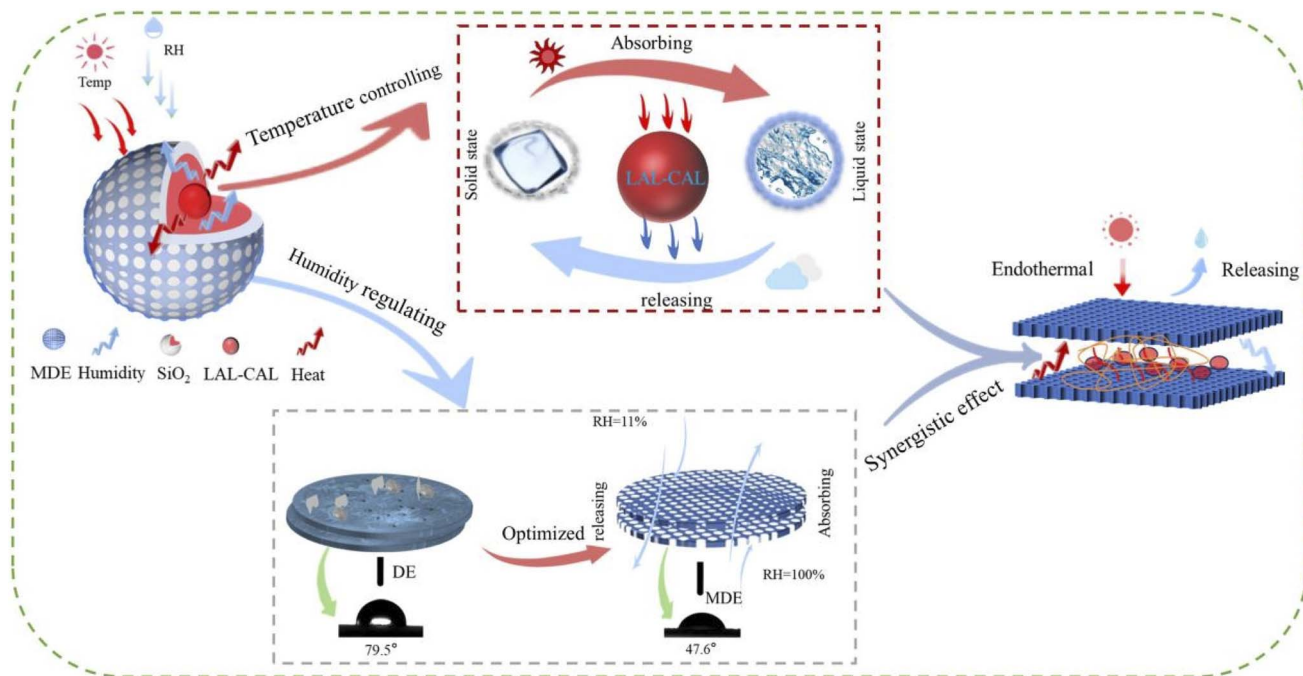 Temp
RH
Temperature controlling
Humidity regulating
MDE
Humidity
SiO₂
LAL-CAL
Heat
Absorbing
Solid state
LAL-CAL
Liquid state
releasing
RH=11%
Optimized
releasing
Absorbing
DE
79.5°
RH=100%
MDE
47.6°
Synergistic effect
Endothermal
Releasing